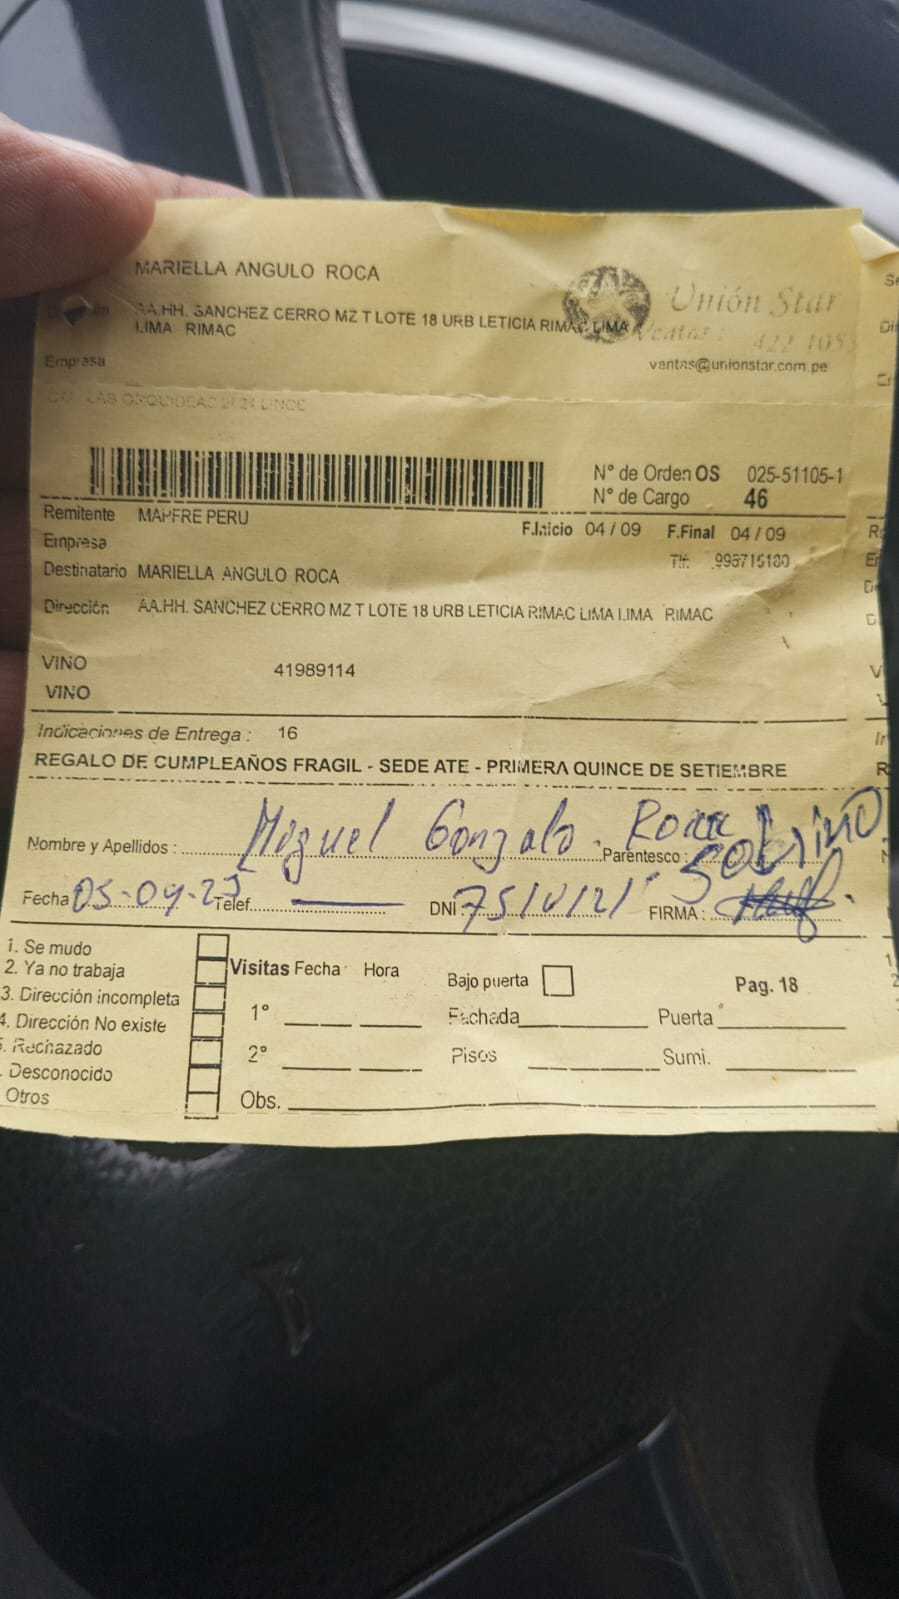 MARIELLA ANGULO ROCA
AA.HH. SANCHEZ CERRO MZ T LOTE 18 URB LETICIA RIMAC LIMA
LIMA RIMAC
Unión Star
Ventas
ventas@unionstar.com.pe
Empresa
LAS ORQUIDEAS LINCE
N° de Orden OS 025-51105-1
N° de Cargo 46
Remitente MAPFRE PERU
F.Inicio 04 / 09 F.Final 04 / 09
Empresa
Tlf.
Destinatario MARIELLA ANGULO ROCA
Dirección AA.HH. SANCHEZ CERRO MZ T LOTE 18 URB LETICIA RIMAC LIMA LIMA RIMAC
VINO 41989114
VINO
Indicaciones de Entrega : 16
REGALO DE CUMPLEAÑOS FRAGIL - SEDE ATE - PRIMERA QUINCE DE SETIEMBRE
Nombre y Apellidos : Miguel Gonzalo Roca Parentesco : Sobrino
Fecha 05-09-23 Telef. DNI FIRMA :
1. Se mudo
2. Ya no trabaja
3. Dirección incompleta
4. Dirección No existe
5. Rechazado
. Desconocido
Otros
Visitas Fecha Hora
1°
2°
Bajo puerta
Pag. 18
Fachada Puerta
Pisos Sumi.
Obs.